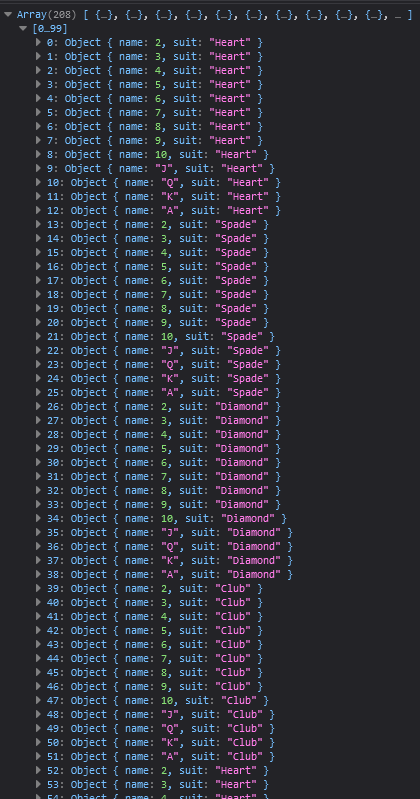 Array(208) [ {…}, {…}, {…}, {…}, {…}, {…}, {…}, {…}, {…}, {…}, … ]
[0…99]
0: Object { name: 2, suit: "Heart" }
1: Object { name: 3, suit: "Heart" }
2: Object { name: 4, suit: "Heart" }
3: Object { name: 5, suit: "Heart" }
4: Object { name: 6, suit: "Heart" }
5: Object { name: 7, suit: "Heart" }
6: Object { name: 8, suit: "Heart" }
7: Object { name: 9, suit: "Heart" }
8: Object { name: 10, suit: "Heart" }
9: Object { name: "J", suit: "Heart" }
10: Object { name: "Q", suit: "Heart" }
11: Object { name: "K", suit: "Heart" }
12: Object { name: "A", suit: "Heart" }
13: Object { name: 2, suit: "Spade" }
14: Object { name: 3, suit: "Spade" }
15: Object { name: 4, suit: "Spade" }
16: Object { name: 5, suit: "Spade" }
17: Object { name: 6, suit: "Spade" }
18: Object { name: 7, suit: "Spade" }
19: Object { name: 8, suit: "Spade" }
20: Object { name: 9, suit: "Spade" }
21: Object { name: 10, suit: "Spade" }
22: Object { name: "J", suit: "Spade" }
23: Object { name: "Q", suit: "Spade" }
24: Object { name: "K", suit: "Spade" }
25: Object { name: "A", suit: "Spade" }
26: Object { name: 2, suit: "Diamond" }
27: Object { name: 3, suit: "Diamond" }
28: Object { name: 4, suit: "Diamond" }
29: Object { name: 5, suit: "Diamond" }
30: Object { name: 6, suit: "Diamond" }
31: Object { name: 7, suit: "Diamond" }
32: Object { name: 8, suit: "Diamond" }
33: Object { name: 9, suit: "Diamond" }
34: Object { name: 10, suit: "Diamond" }
35: Object { name: "J", suit: "Diamond" }
36: Object { name: "Q", suit: "Diamond" }
37: Object { name: "K", suit: "Diamond" }
38: Object { name: "A", suit: "Diamond" }
39: Object { name: 2, suit: "Club" }
40: Object { name: 3, suit: "Club" }
41: Object { name: 4, suit: "Club" }
42: Object { name: 5, suit: "Club" }
43: Object { name: 6, suit: "Club" }
44: Object { name: 7, suit: "Club" }
45: Object { name: 8, suit: "Club" }
46: Object { name: 9, suit: "Club" }
47: Object { name: 10, suit: "Club" }
48: Object { name: "J", suit: "Club" }
49: Object { name: "Q", suit: "Club" }
50: Object { name: "K", suit: "Club" }
51: Object { name: "A", suit: "Club" }
52: Object { name: 2, suit: "Heart" }
53: Object { name: 3, suit: "Heart" }
54: Object { name: 4, suit: "Heart" }